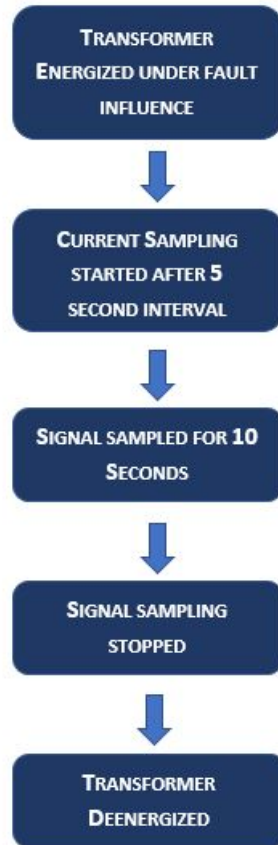 TRANSFORMER
ENERGIZED UNDER FAULT
INFLUENCE
CURRENT SAMPLING
STARTED AFTER 5
SECOND INTERVAL
SIGNAL SAMPLED FOR 10
SECONDS
SIGNAL SAMPLING
STOPPED
TRANSFORMER
DEENERGIZED